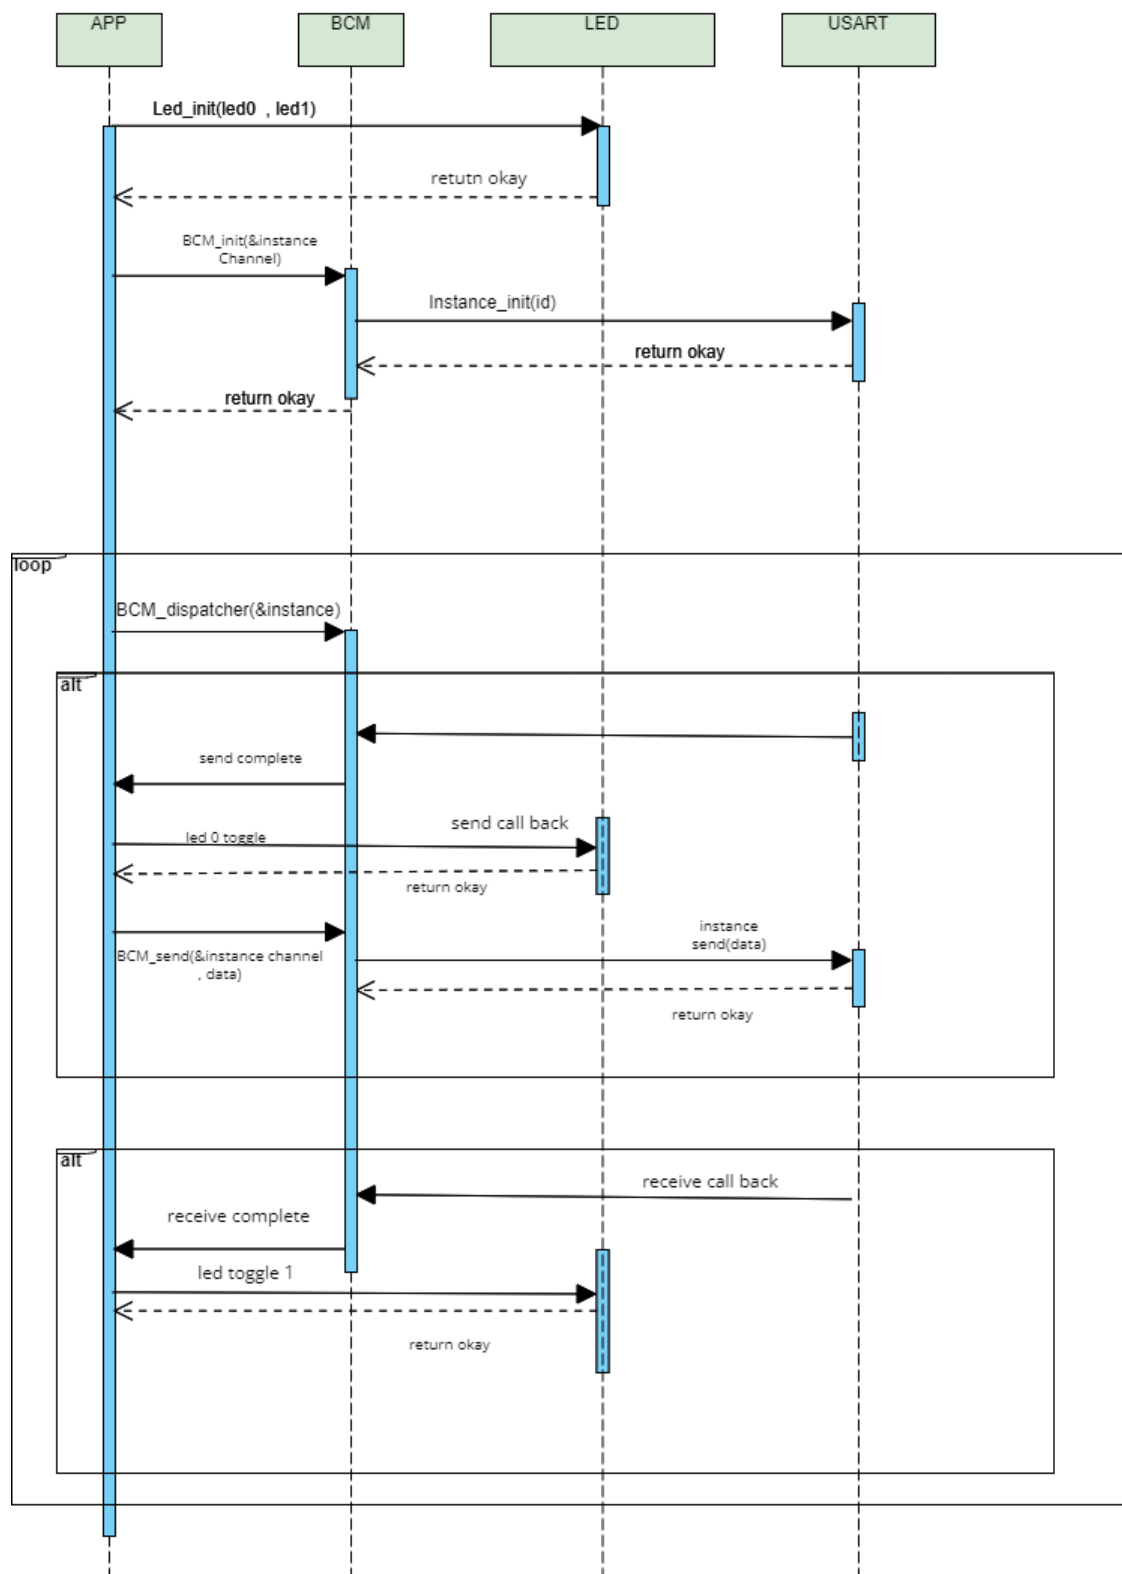 APP
BCM
LED
USART
Led_init(led0 , led1)
retutn okay
BCM_init(&instance
Channel)
Instance_init(id)
return okay
return okay
loop
BCM_dispatcher(&instance)
alt
send complete
send call back
led 0 toggle
return okay
instance
send(data)
BCM_send(&instance channel
, data)
return okay
alt
receive call back
receive complete
led toggle 1
return okay